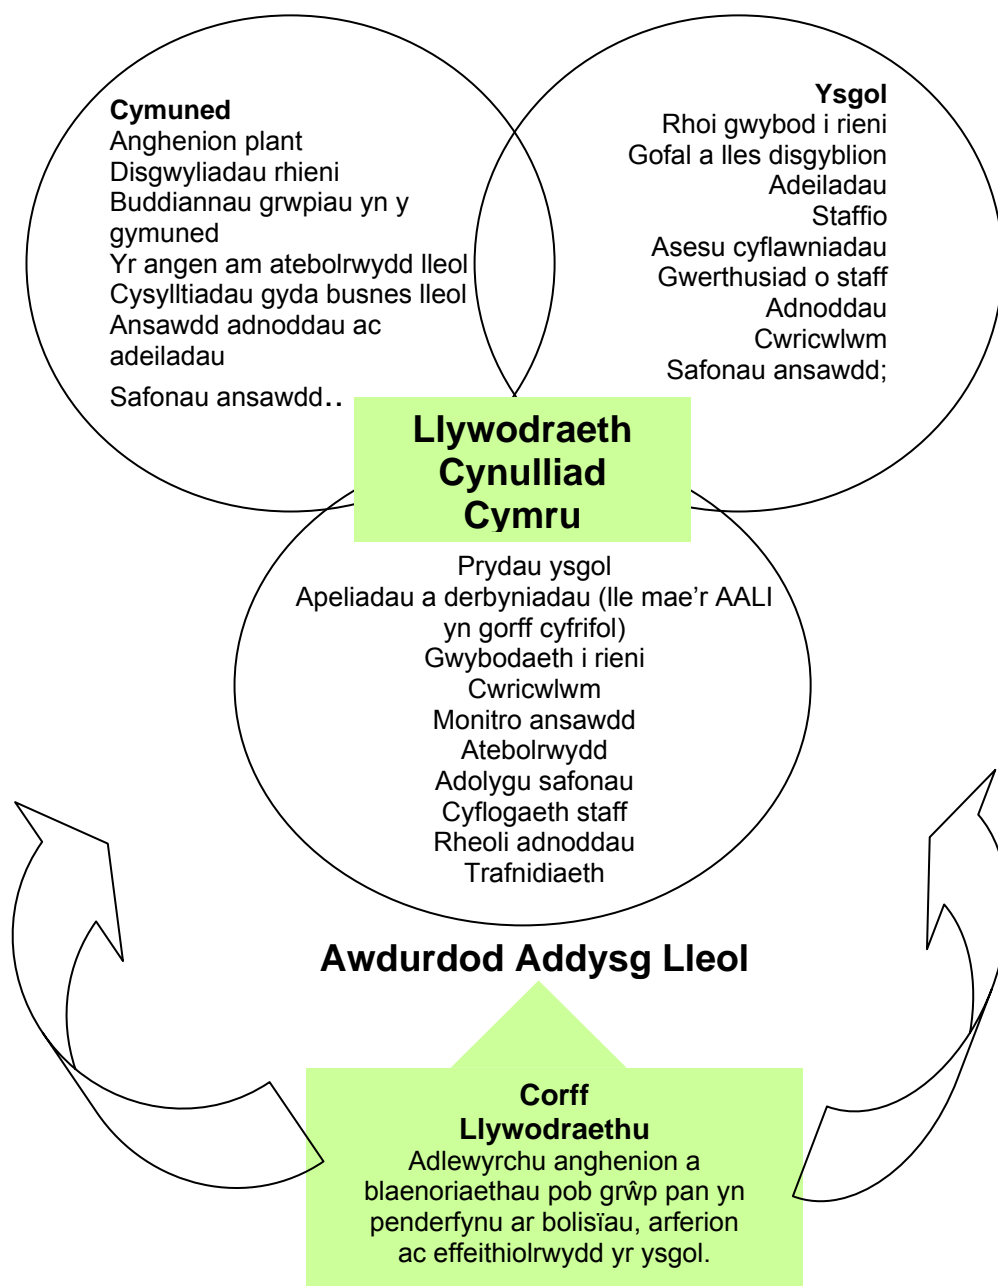 Cymuned
Anghenion plant
Disgwyliadau rhieni
Buddiannau grwpiau yn y
gymuned
Yr angen am atebolrwydd lleol
Cysylltiadau gyda busnes lleol
Ansawdd adnoddau ac
adeiladau
Safonau ansawdd..
Ysgol
Rhoi gwybod i rieni
Gofal a lles disgyblion
Adeiladau
Staffio
Asesu cyflawniadau
Gwerthusiad o staff
Adnoddau
Cwricwlwm
Safonau ansawdd;
Llywodraeth
Cynulliad
Cymru
Prydau ysgol
Apeliadau a derbyniadau (lle mae’r AALl
yn gorff cyfrifol)
Gwybodaeth i rieni
Cwricwlwm
Monitro ansawdd
Atebolrwydd
Adolygu safonau
Cyflogaeth staff
Rheoli adnoddau
Trafnidiaeth
Awdurdod Addysg Lleol
Corff
Llywodraethu
Adlewyrchu anghenion a
blaenoriaethau pob grŵp pan yn
penderfynu ar bolisïau, arferion
ac effeithiolrwydd yr ysgol.